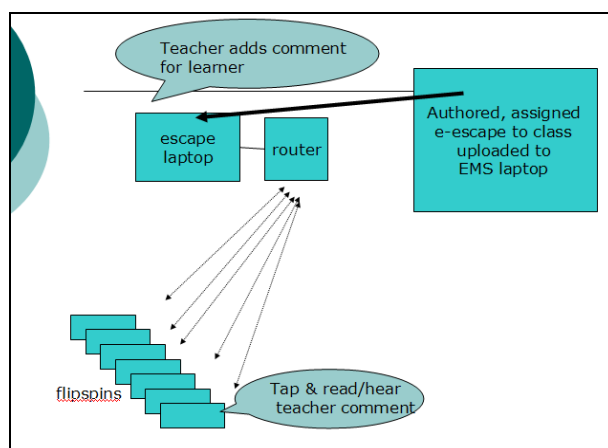 Teacher adds comment
for learner
escape
laptop
router
Authored, assigned
e-escape to class
uploaded to
EMS laptop
flipspins
Tap & read/hear
teacher comment